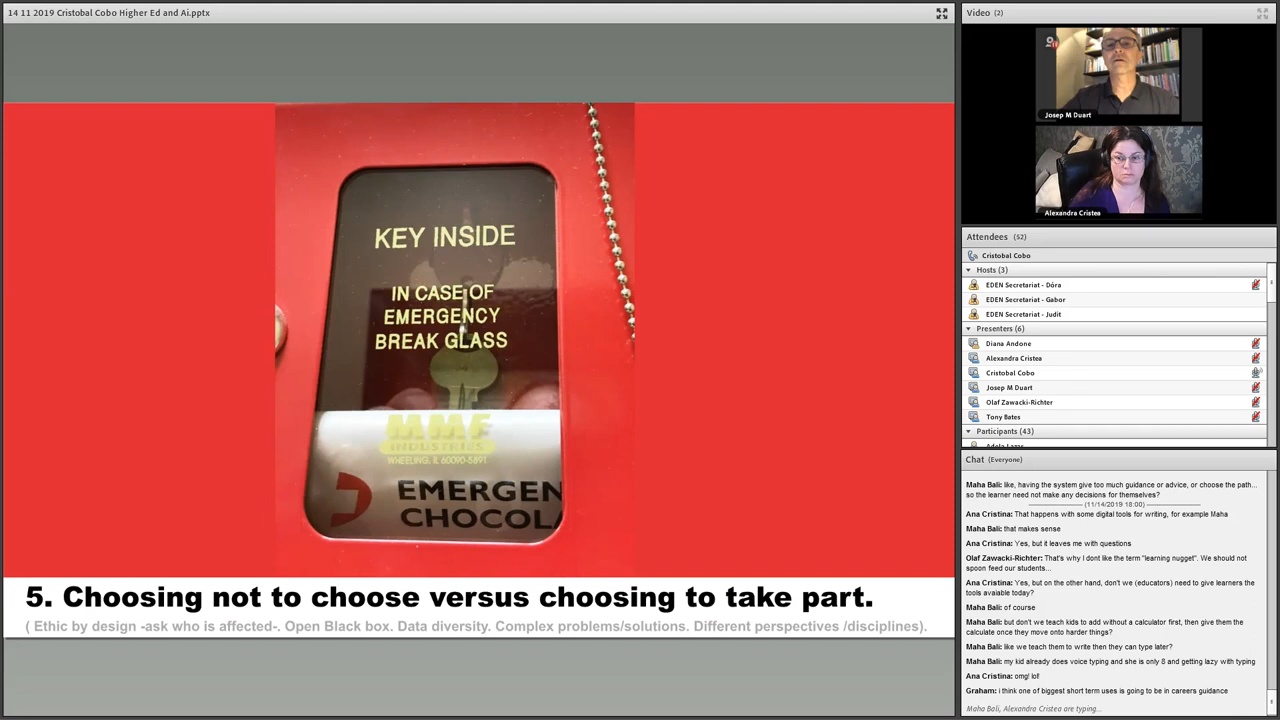 14 11 2019 Cristobal Cobo Higher Ed and Ai.pptx
KEY INSIDE
IN CASE OF
EMERGENCY
BREAK GLASS
MMF
INDUSTRIES
WHEELING, IL 60090-5891
EMERGEN
CHOCOL
5. Choosing not to choose versus choosing to take part.
( Ethic by design -ask who is affected-. Open Black box. Data diversity. Complex problems/solutions. Different perspectives /disciplines).
Video (2)
Josep M Duart
Alexandra Cristea
Attendees (52)
Cristobal Cobo
Hosts (3)
EDEN Secretariat - Dóra
EDEN Secretariat - Gabor
EDEN Secretariat - Judit
Presenters (6)
Diana Andone
Alexandra Cristea
Cristobal Cobo
Josep M Duart
Olaf Zawacki-Richter
Tony Bates
Participants (43)
Chat (Everyone)
Maha Bali: like, having the system give too much guidance or advice, or choose the path...
so the learner need not make any decisions for themselves?
(11/14/2019 18:00)
Ana Cristina: That happens with some digital tools for writing, for example Maha
Maha Bali: that makes sense
Ana Cristina: Yes, but it leaves me with questions
Olaf Zawacki-Richter: That's why I dont like the term "learning nugget". We should not
spoon feed our students...
Ana Cristina: Yes, but on the other hand, don't we (educators) need to give learners the
tools avaiable today?
Maha Bali: of course
Maha Bali: but don't we teach kids to add without a calculator first, then give them the
calculate once they move onto harder things?
Maha Bali: like we teach them to write then they can type later?
Maha Bali: my kid already does voice typing and she is only 8 and getting lazy with typing
Ana Cristina: omg! lol!
Graham: i think one of biggest short term uses is going to be in careers guidance
Maha Bali, Alexandra Cristea are typing...